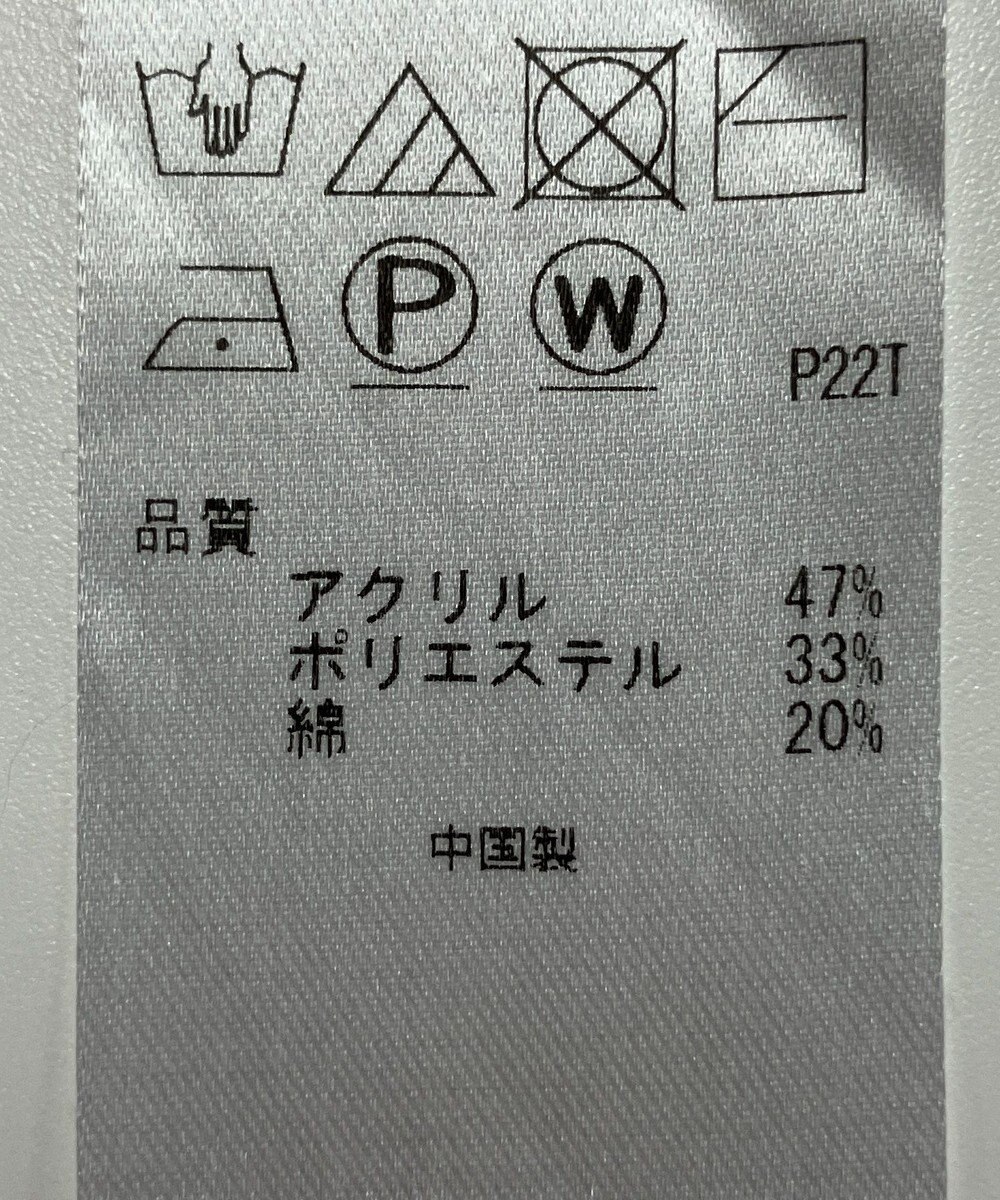 P W
P22T
品質
アクリル 47%
ポリエステル 33%
綿 20%
中国製